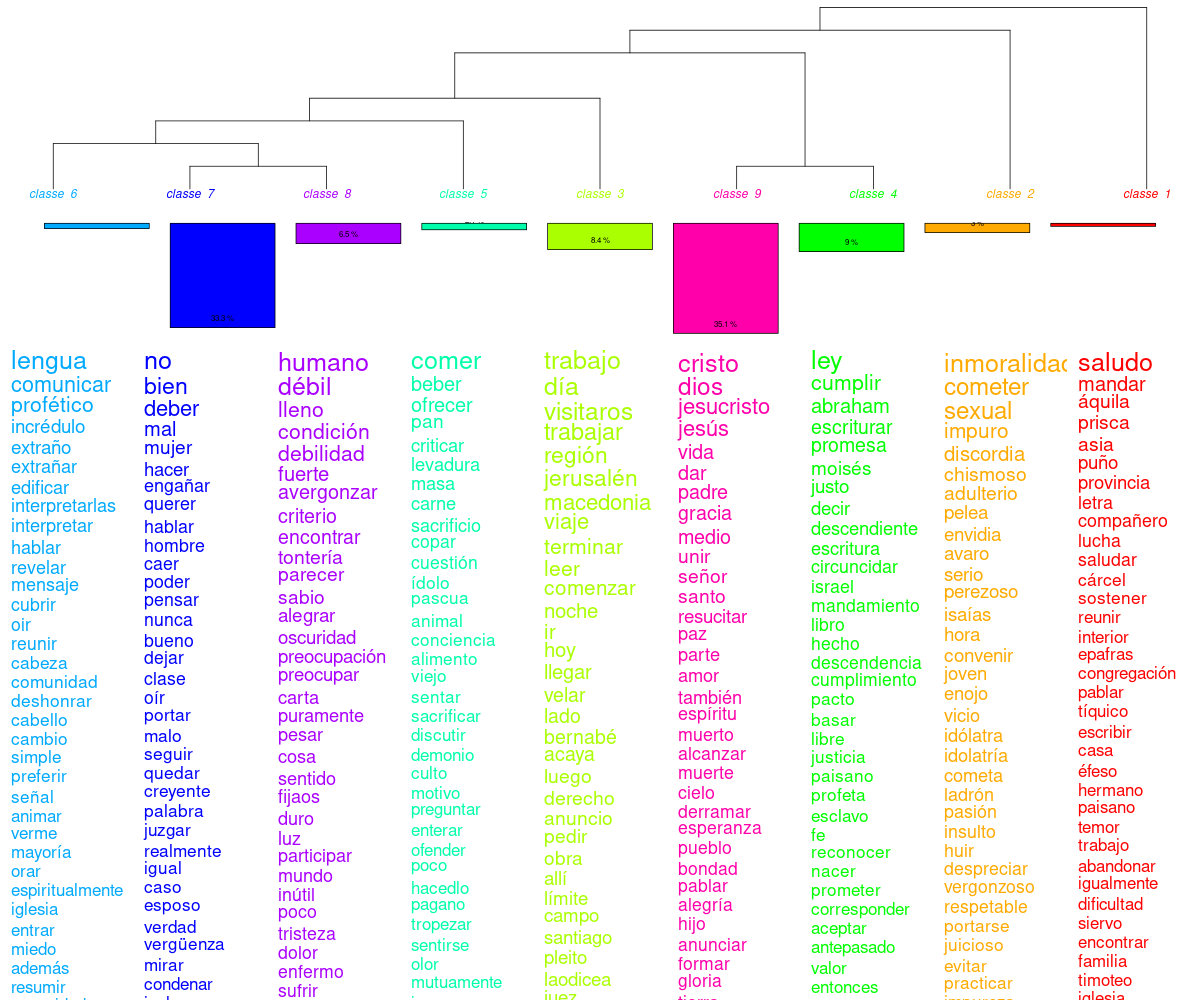 classe 6
classe 7
classe 8
classe 5
classe 3
classe 9
classe 4
classe 2
classe 1
6.5 %
8.4 %
35.1 %
9 %
lengua
comunicar
profético
incrédulo
extraño
extrañar
edificar
interpretarlas
interpretar
hablar
revelar
mensaje
cubrir
oir
reunir
cabeza
comunidad
deshonrar
cabello
cambio
simple
preferir
señal
animar
verme
mayoría
orar
espiritualmente
iglesia
entrar
miedo
además
resumir
no
bien
deber
mal
mujer
hacer
engañar
querer
hablar
hombre
caer
poder
pensar
nunca
bueno
dejar
clase
oír
portar
malo
seguir
quedar
creyente
palabra
juzgar
realmente
igual
caso
esposo
verdad
vergüenza
mirar
condenar
humano
débil
lleno
condición
debilidad
fuerte
avergonzar
criterio
encontrar
tontería
parecer
sabio
alegrar
oscuridad
preocupación
preocupar
carta
puramente
pesar
cosa
sentido
fijaos
duro
luz
participar
mundo
inútil
poco
tristeza
dolor
enfermo
sufrir
comer
beber
ofrecer
pan
criticar
levadura
masa
carne
sacrificio
copar
cuestión
ídolo
pascua
animal
conciencia
alimento
viejo
sentar
sacrificar
discutir
demonio
culto
motivo
preguntar
enterar
ofender
poco
hacedlo
pagano
tropezar
sentirse
olor
mutuamente
trabajo
día
visitaros
trabajar
región
jerusalén
macedonia
viaje
terminar
leer
comenzar
noche
ir
hoy
llegar
velar
lado
bernabé
acaya
luego
derecho
anuncio
pedir
obra
allí
límite
campo
santiago
pleito
laodicea
juez
cristo
dios
jesucristo
jesús
vida
dar
padre
gracia
medio
unir
señor
santo
resucitar
paz
parte
amor
también
espíritu
muerto
alcanzar
muerte
cielo
derramar
esperanza
pueblo
bondad
pablar
alegría
hijo
anunciar
formar
gloria
tierra
ley
cumplir
abraham
escriturar
promesa
moisés
justo
decir
descendiente
escritura
circuncidar
israel
mandamiento
libro
hecho
descendencia
cumplimiento
pacto
basar
libre
justicia
paisano
profeta
esclavo
fe
reconocer
nacer
prometer
corresponder
aceptar
antepasado
valor
entonces
inmoralidad
cometer
sexual
impuro
discordia
chismoso
adulterio
pelea
envidia
avaro
serio
perezoso
isaías
hora
convenir
joven
enojo
vicio
idólatra
idolatría
cometa
ladrón
pasión
insulto
huir
despreciar
vergonzoso
respetable
portarse
juicioso
evitar
practicar
impureza
saludo
mandar
áquila
prisca
asia
puño
provincia
letra
compañero
lucha
saludar
cárcel
sostener
reunir
interior
epafras
congregación
pablar
tíquico
escribir
casa
éfeso
hermano
paisano
temor
trabajo
abandonar
igualmente
dificultad
siervo
encontrar
familia
timoteo
iglesia